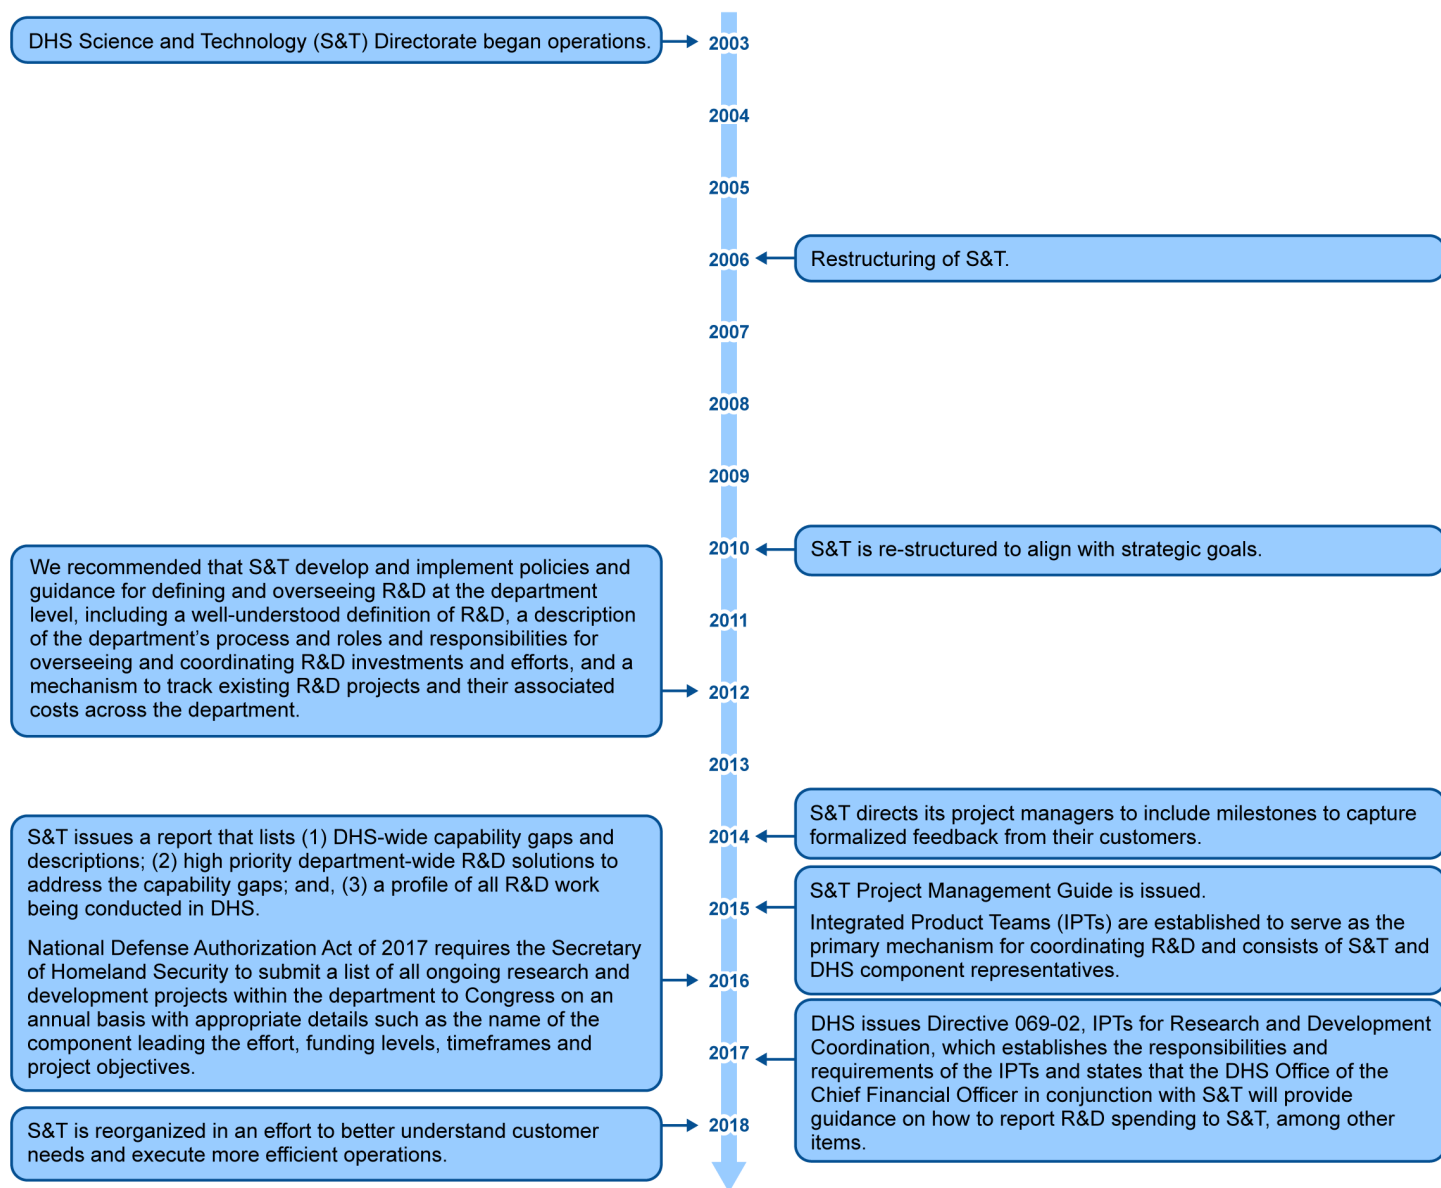 DHS Science and Technology (S&T) Directorate began operations.
2003
2004
2005
2006
Restructuring of S&T.
2007
2008
2009
2010
S&T is re-structured to align with strategic goals.
We recommended that S&T develop and implement policies and
guidance for defining and overseeing R&D at the department
level, including a well-understood definition of R&D, a description
of the department’s process and roles and responsibilities for
overseeing and coordinating R&D investments and efforts, and a
mechanism to track existing R&D projects and their associated
costs across the department.
2011
2012
2013
S&T directs its project managers to include milestones to capture
formalized feedback from their customers.
2014
S&T issues a report that lists (1) DHS-wide capability gaps and
descriptions; (2) high priority department-wide R&D solutions to
address the capability gaps; and, (3) a profile of all R&D work
being conducted in DHS.
National Defense Authorization Act of 2017 requires the Secretary
of Homeland Security to submit a list of all ongoing research and
development projects within the department to Congress on an
annual basis with appropriate details such as the name of the
component leading the effort, funding levels, timeframes and
project objectives.
2015
S&T Project Management Guide is issued.
Integrated Product Teams (IPTs) are established to serve as the
primary mechanism for coordinating R&D and consists of S&T and
DHS component representatives.
2016
2017
DHS issues Directive 069-02, IPTs for Research and Development
Coordination, which establishes the responsibilities and
requirements of the IPTs and states that the DHS Office of the
Chief Financial Officer in conjunction with S&T will provide
guidance on how to report R&D spending to S&T, among other
items.
S&T is reorganized in an effort to better understand customer
needs and execute more efficient operations.
2018